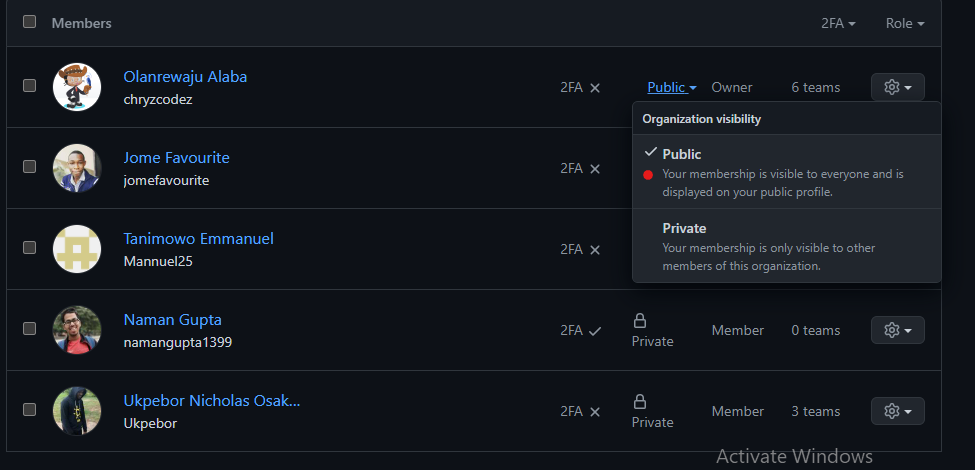 Members
2FA
Role
Olanrewaju Alaba
chryzcodez
2FA
Public
Owner
6 teams
Organization visibility
Public
Your membership is visible to everyone and is
displayed on your public profile.
Private
Your membership is only visible to other
members of this organization.
Jome Favourite
jomefavourite
2FA
Tanimowo Emmanuel
Mannuel25
2FA
Naman Gupta
namangupta1399
2FA
Private
Member
0 teams
Ukpebor Nicholas Osak...
Ukpebor
2FA
Private
Member
3 teams
Activate Windows